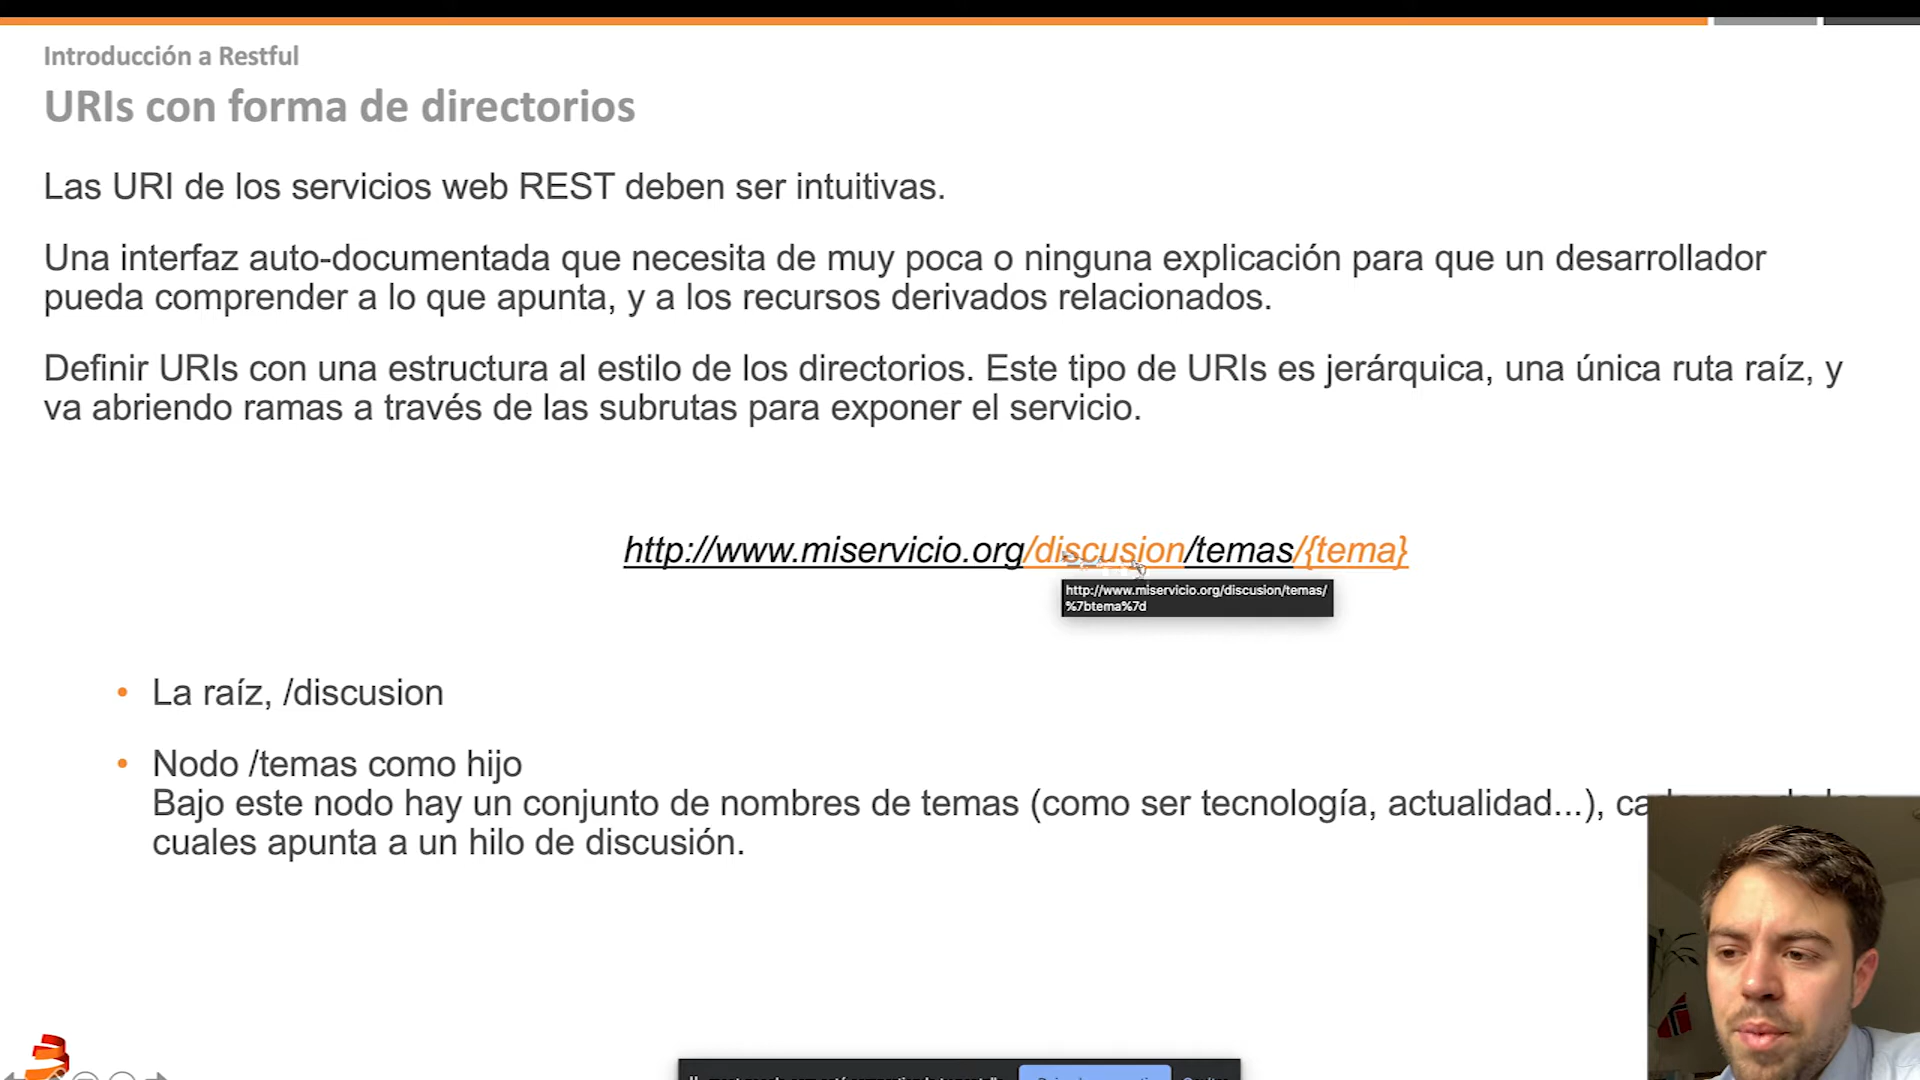 Introducción a Restful
URIs con forma de directorios
Las URI de los servicios web REST deben ser intuitivas.
Una interfaz auto-documentada que necesita de muy poca o ninguna explicación para que un desarrollador
pueda comprender a lo que apunta, y a los recursos derivados relacionados.
Definir URIs con una estructura al estilo de los directorios. Este tipo de URIs es jerárquica, una única ruta raíz, y
va abriendo ramas a través de las subrutas para exponer el servicio.
http://www.miservicio.org/discusion/temas/{tema}
http://www.miservicio.org/discusion/temas/
%7btema%7d
• La raíz, /discusion
• Nodo /temas como hijo
Bajo este nodo hay un conjunto de nombres de temas (como ser tecnología, actualidad...),
cuales apunta a un hilo de discusión.